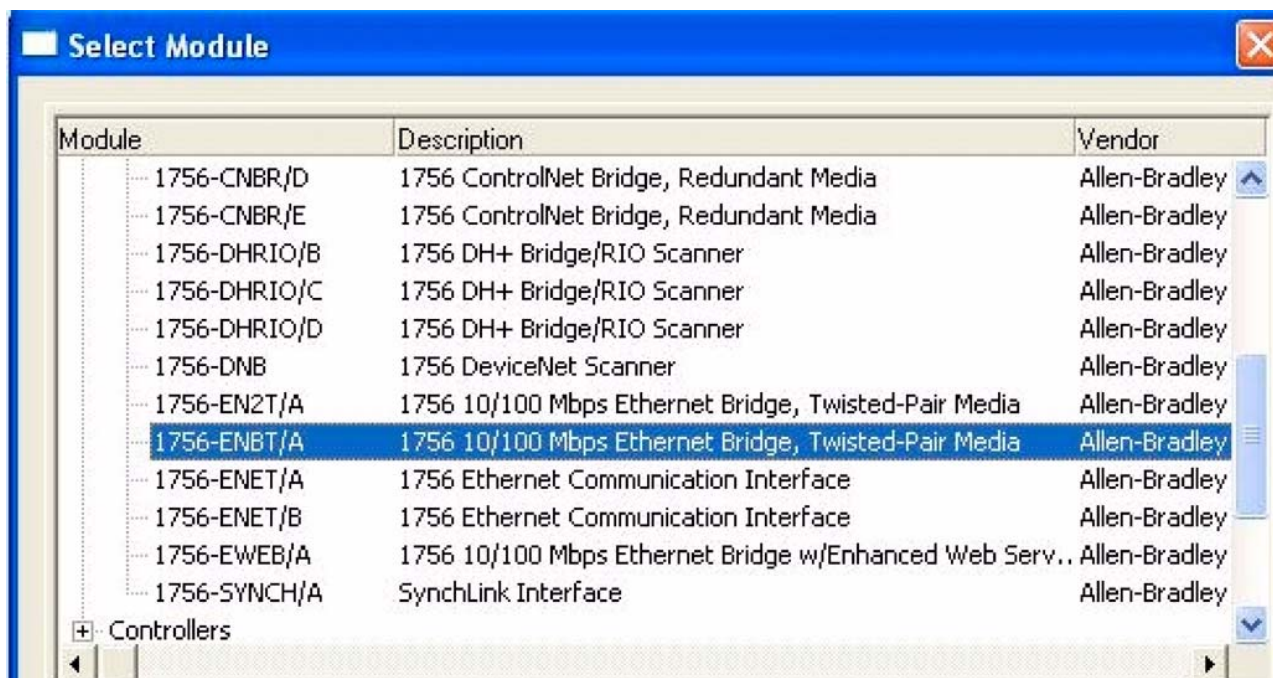 Select Module
Module Description Vendor
1756-CNBR/D 1756 ControlNet Bridge, Redundant Media Allen-Bradley
1756-CNBR/E 1756 ControlNet Bridge, Redundant Media Allen-Bradley
1756-DHRIO/B 1756 DH+ Bridge/RIO Scanner Allen-Bradley
1756-DHRIO/C 1756 DH+ Bridge/RIO Scanner Allen-Bradley
1756-DHRIO/D 1756 DH+ Bridge/RIO Scanner Allen-Bradley
1756-DNB 1756 DeviceNet Scanner Allen-Bradley
1756-EN2T/A 1756 10/100 Mbps Ethernet Bridge, Twisted-Pair Media Allen-Bradley
1756-ENBT/A 1756 10/100 Mbps Ethernet Bridge, Twisted-Pair Media Allen-Bradley
1756-ENET/A 1756 Ethernet Communication Interface Allen-Bradley
1756-ENET/B 1756 Ethernet Communication Interface Allen-Bradley
1756-EWEB/A 1756 10/100 Mbps Ethernet Bridge w/Enhanced Web Serv.. Allen-Bradley
1756-SYNCH/A SynchLink Interface Allen-Bradley
Controllers